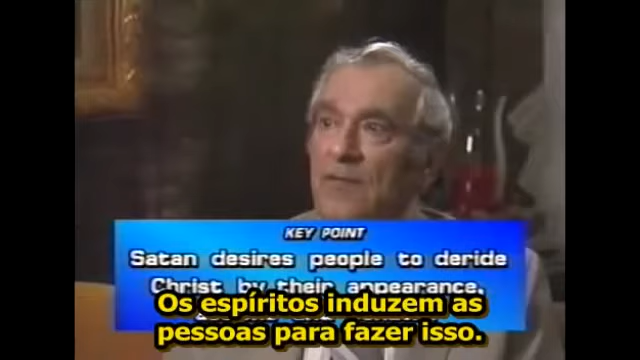 KEY POINT
Satan desires people to deride
Christ by their appearance,
Os espíritos induzem as
pessoas para fazer isso.